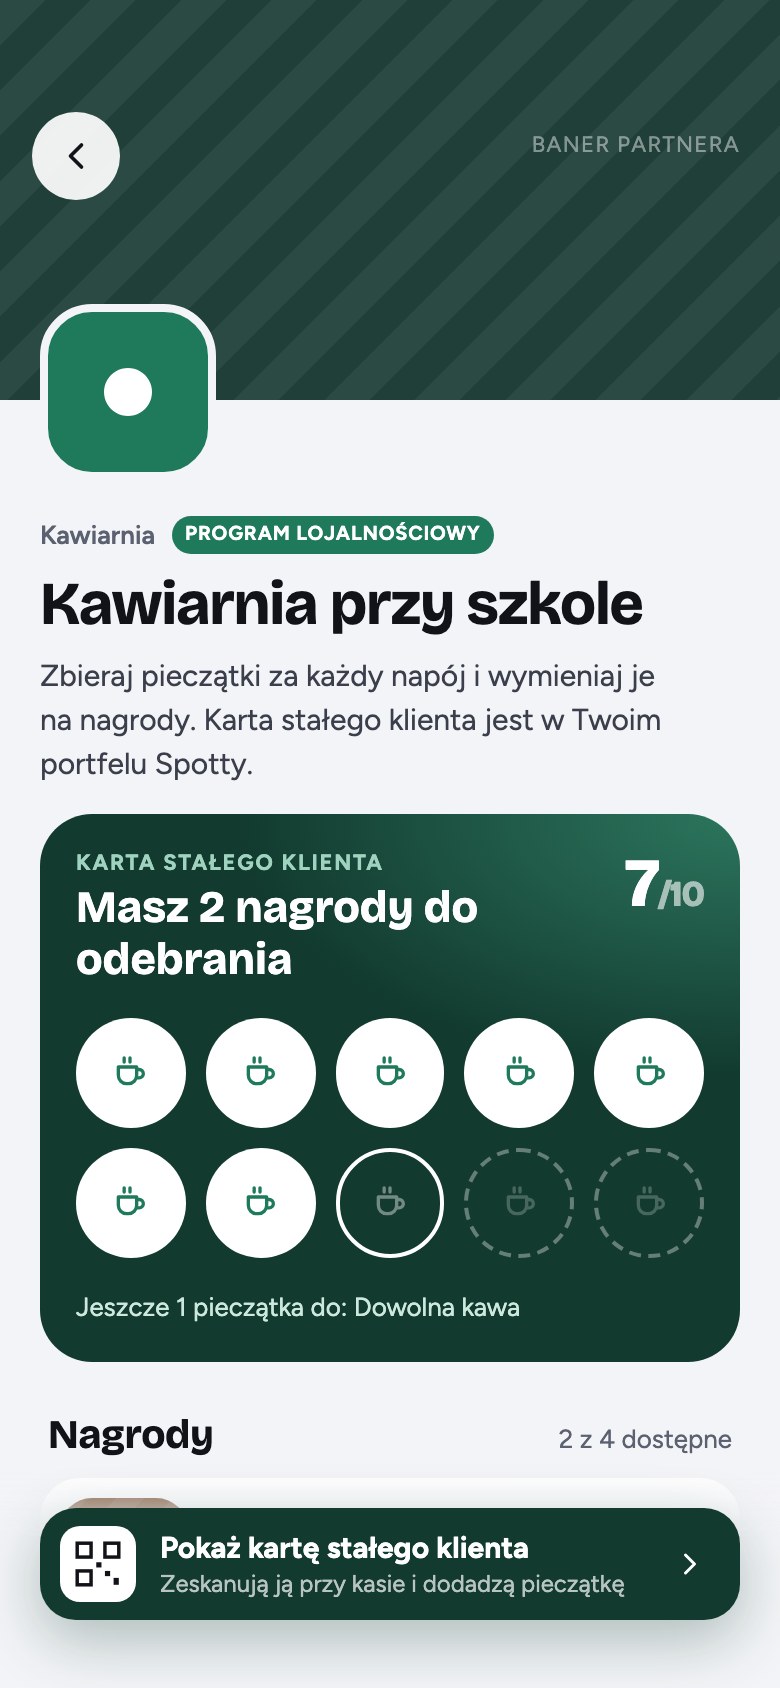 BANER PARTNERA
Kawiarnia PROGRAM LOJALNOŚCIOWY
Kawiarnia przy szkole
Zbieraj pieczątki za każdy napój i wymieniaj je
na nagrody. Karta stałego klienta jest w Twoim
portfelu Spotty.
KARTA STAŁEGO KLIENTA
7/10
Masz 2 nagrody do
odebrania
Jeszcze 1 pieczątka do: Dowolna kawa
Nagrody 2 z 4 dostępne
Pokaż kartę stałego klienta
Zeskanują ją przy kasie i dodadzą pieczątkę